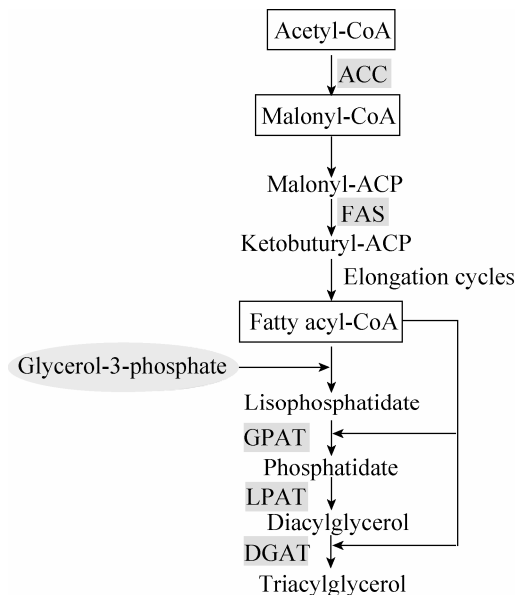 Acetyl-CoA
ACC
Malonyl-CoA
Malonyl-ACP
FAS
Ketobuturyl-ACP
Elongation cycles
Fatty acyl-CoA
Glycerol-3-phosphate
Lisophosphatidate
GPAT
Phosphatidate
LPAT
Diacylglycerol
DGAT
Triacylglycerol